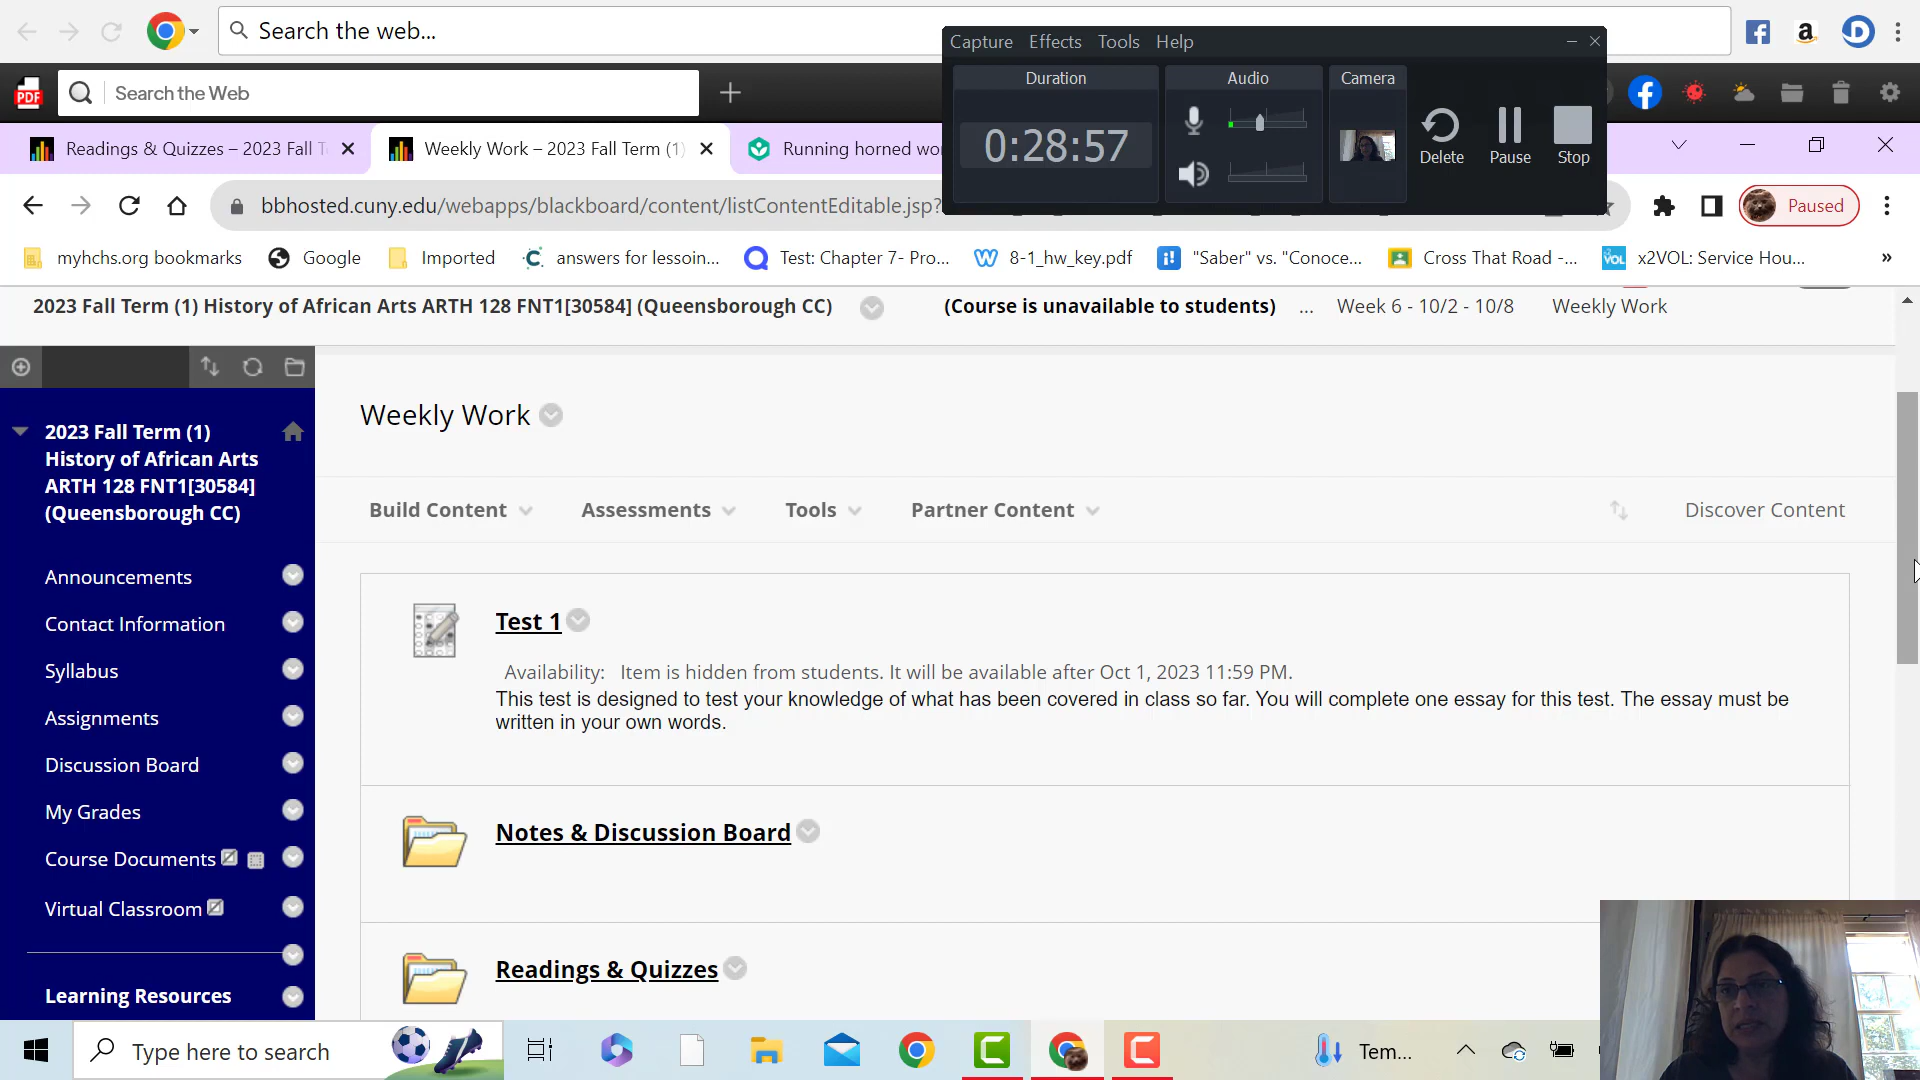 Search the web...
Capture Effects Tools Help
Duration
Audio
Camera
0:28:57
Delete
Pause
Stop
PDF
Search the Web
Readings & Quizzes – 2023 Fall T
Weekly Work – 2023 Fall Term (1)
Running horned wo
bbhosted.cuny.edu/webapps/blackboard/content/listContentEditable.jsp?
Paused
myhchs.org bookmarks
Google
Imported
answers for lessoin...
Test: Chapter 7- Pro...
8-1_hw_key.pdf
"Saber" vs. "Conoce...
Cross That Road -...
x2VOL: Service Hou...
»
2023 Fall Term (1) History of African Arts ARTH 128 FNT1[30584] (Queensborough CC)
(Course is unavailable to students)
...
Week 6 - 10/2 - 10/8
Weekly Work
2023 Fall Term (1)
History of African Arts
ARTH 128 FNT1[30584]
(Queensborough CC)
Announcements
Contact Information
Syllabus
Assignments
Discussion Board
My Grades
Course Documents
Virtual Classroom
Learning Resources
Weekly Work
Build Content
Assessments
Tools
Partner Content
Discover Content
Test 1
Availability: Item is hidden from students. It will be available after Oct 1, 2023 11:59 PM.
This test is designed to test your knowledge of what has been covered in class so far. You will complete one essay for this test. The essay must be
written in your own words.
Notes & Discussion Board
Readings & Quizzes
Type here to search
Tem...